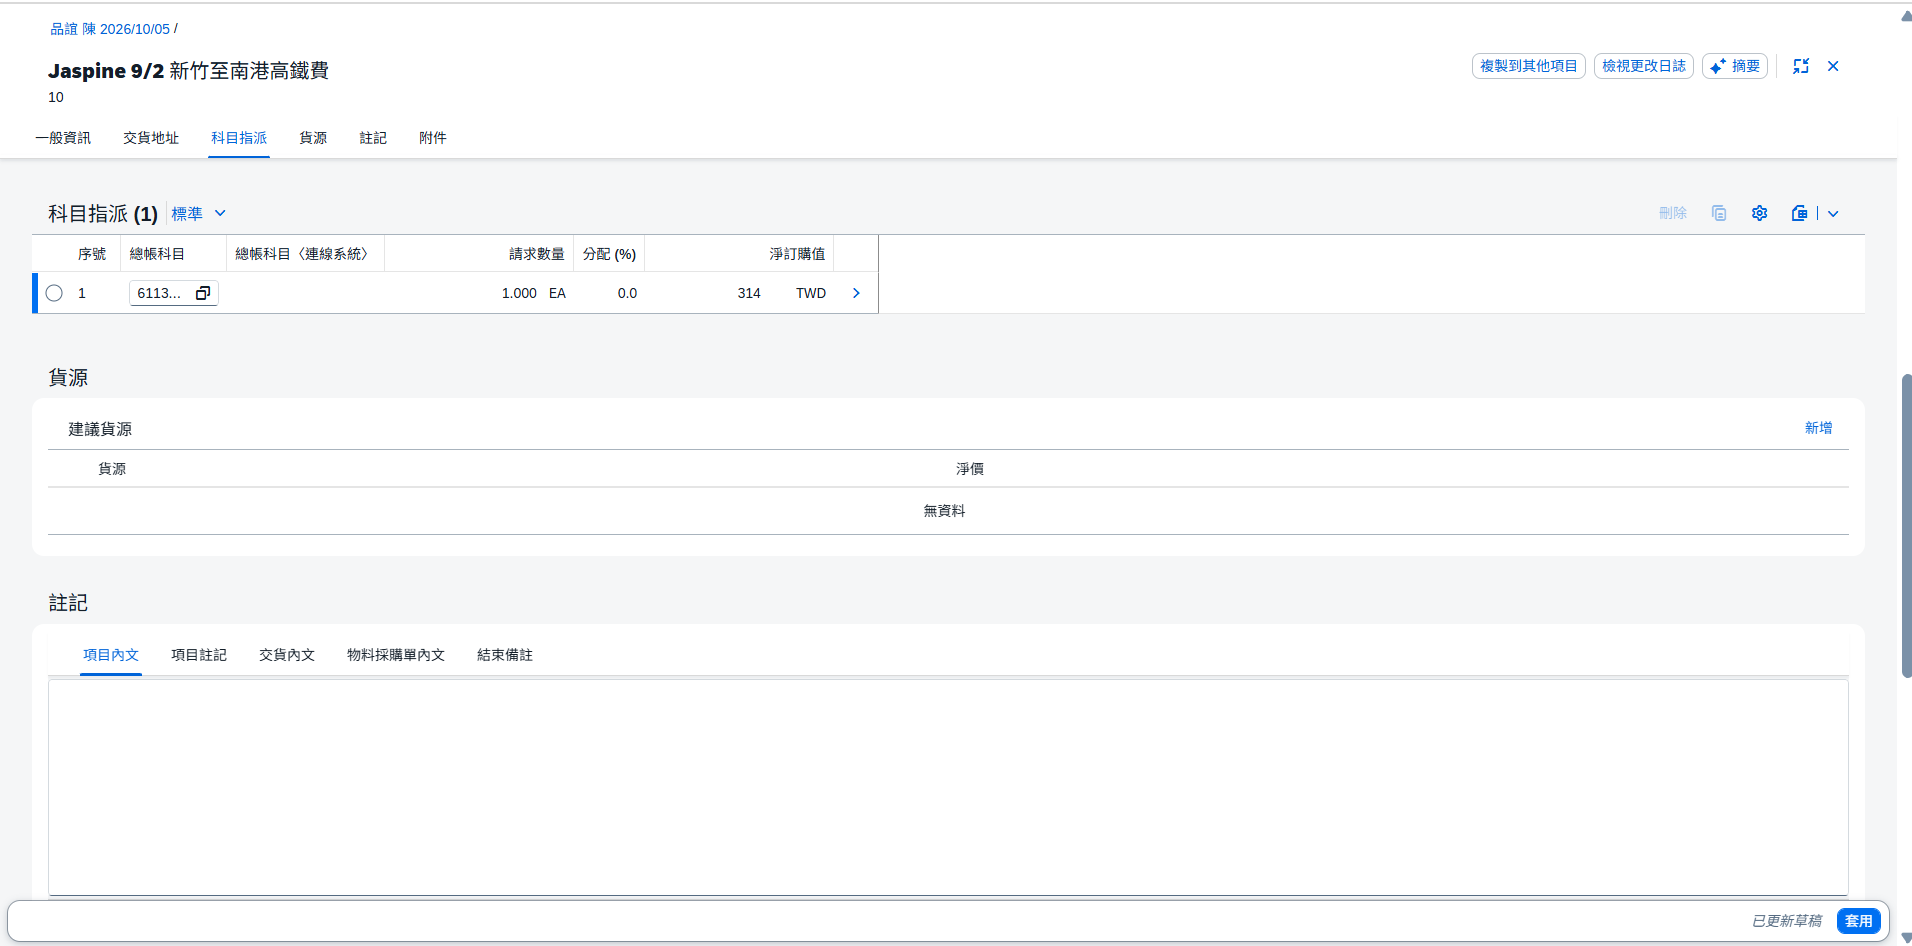 品誼 陳 2026/10/05 /
Jaspine 9/2 新竹至南港高鐵費
10
複製到其他項目 檢視更改日誌 摘要
一般資訊 交貨地址 科目指派 貨源 註記 附件
科目指派 (1) 標準
刪除
序號 總帳科目 總帳科目〈連線系統〉 請求數量 分配 (%) 淨訂購值
1 6113... 1.000 EA 0.0 314 TWD
貨源
建議貨源 新增
貨源 淨價
無資料
註記
項目內文 項目註記 交貨內文 物料採購單內文 結束備註
已更新草稿 套用